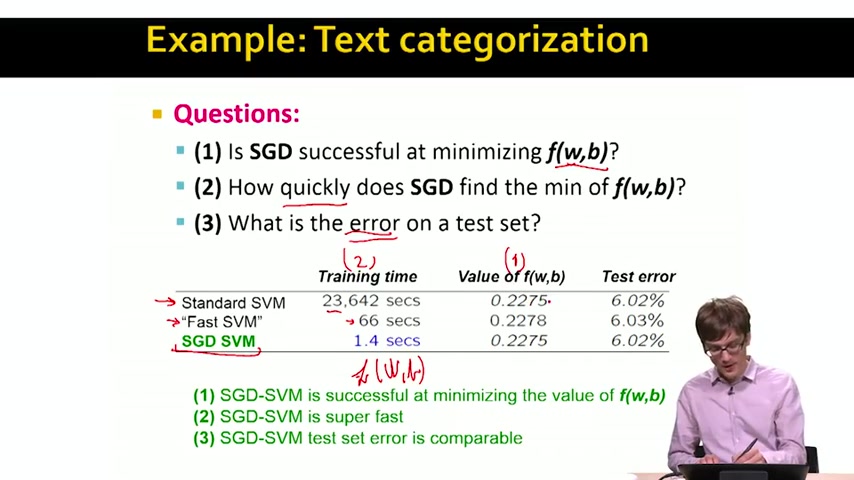 Example: Text categorization
Questions:
(1) Is SGD successful at minimizing f(w,b)?
(2) How quickly does SGD find the min of f(w,b)?
(3) What is the error on a test set?
(2) (1)
Training time Value of f(w,b) Test error
Standard SVM 23,642 secs 0.2275 6.02%
"Fast SVM" 66 secs 0.2278 6.03%
SGD SVM 1.4 secs 0.2275 6.02%
f(w,b)
(1) SGD-SVM is successful at minimizing the value of f(w,b)
(2) SGD-SVM is super fast
(3) SGD-SVM test set error is comparable